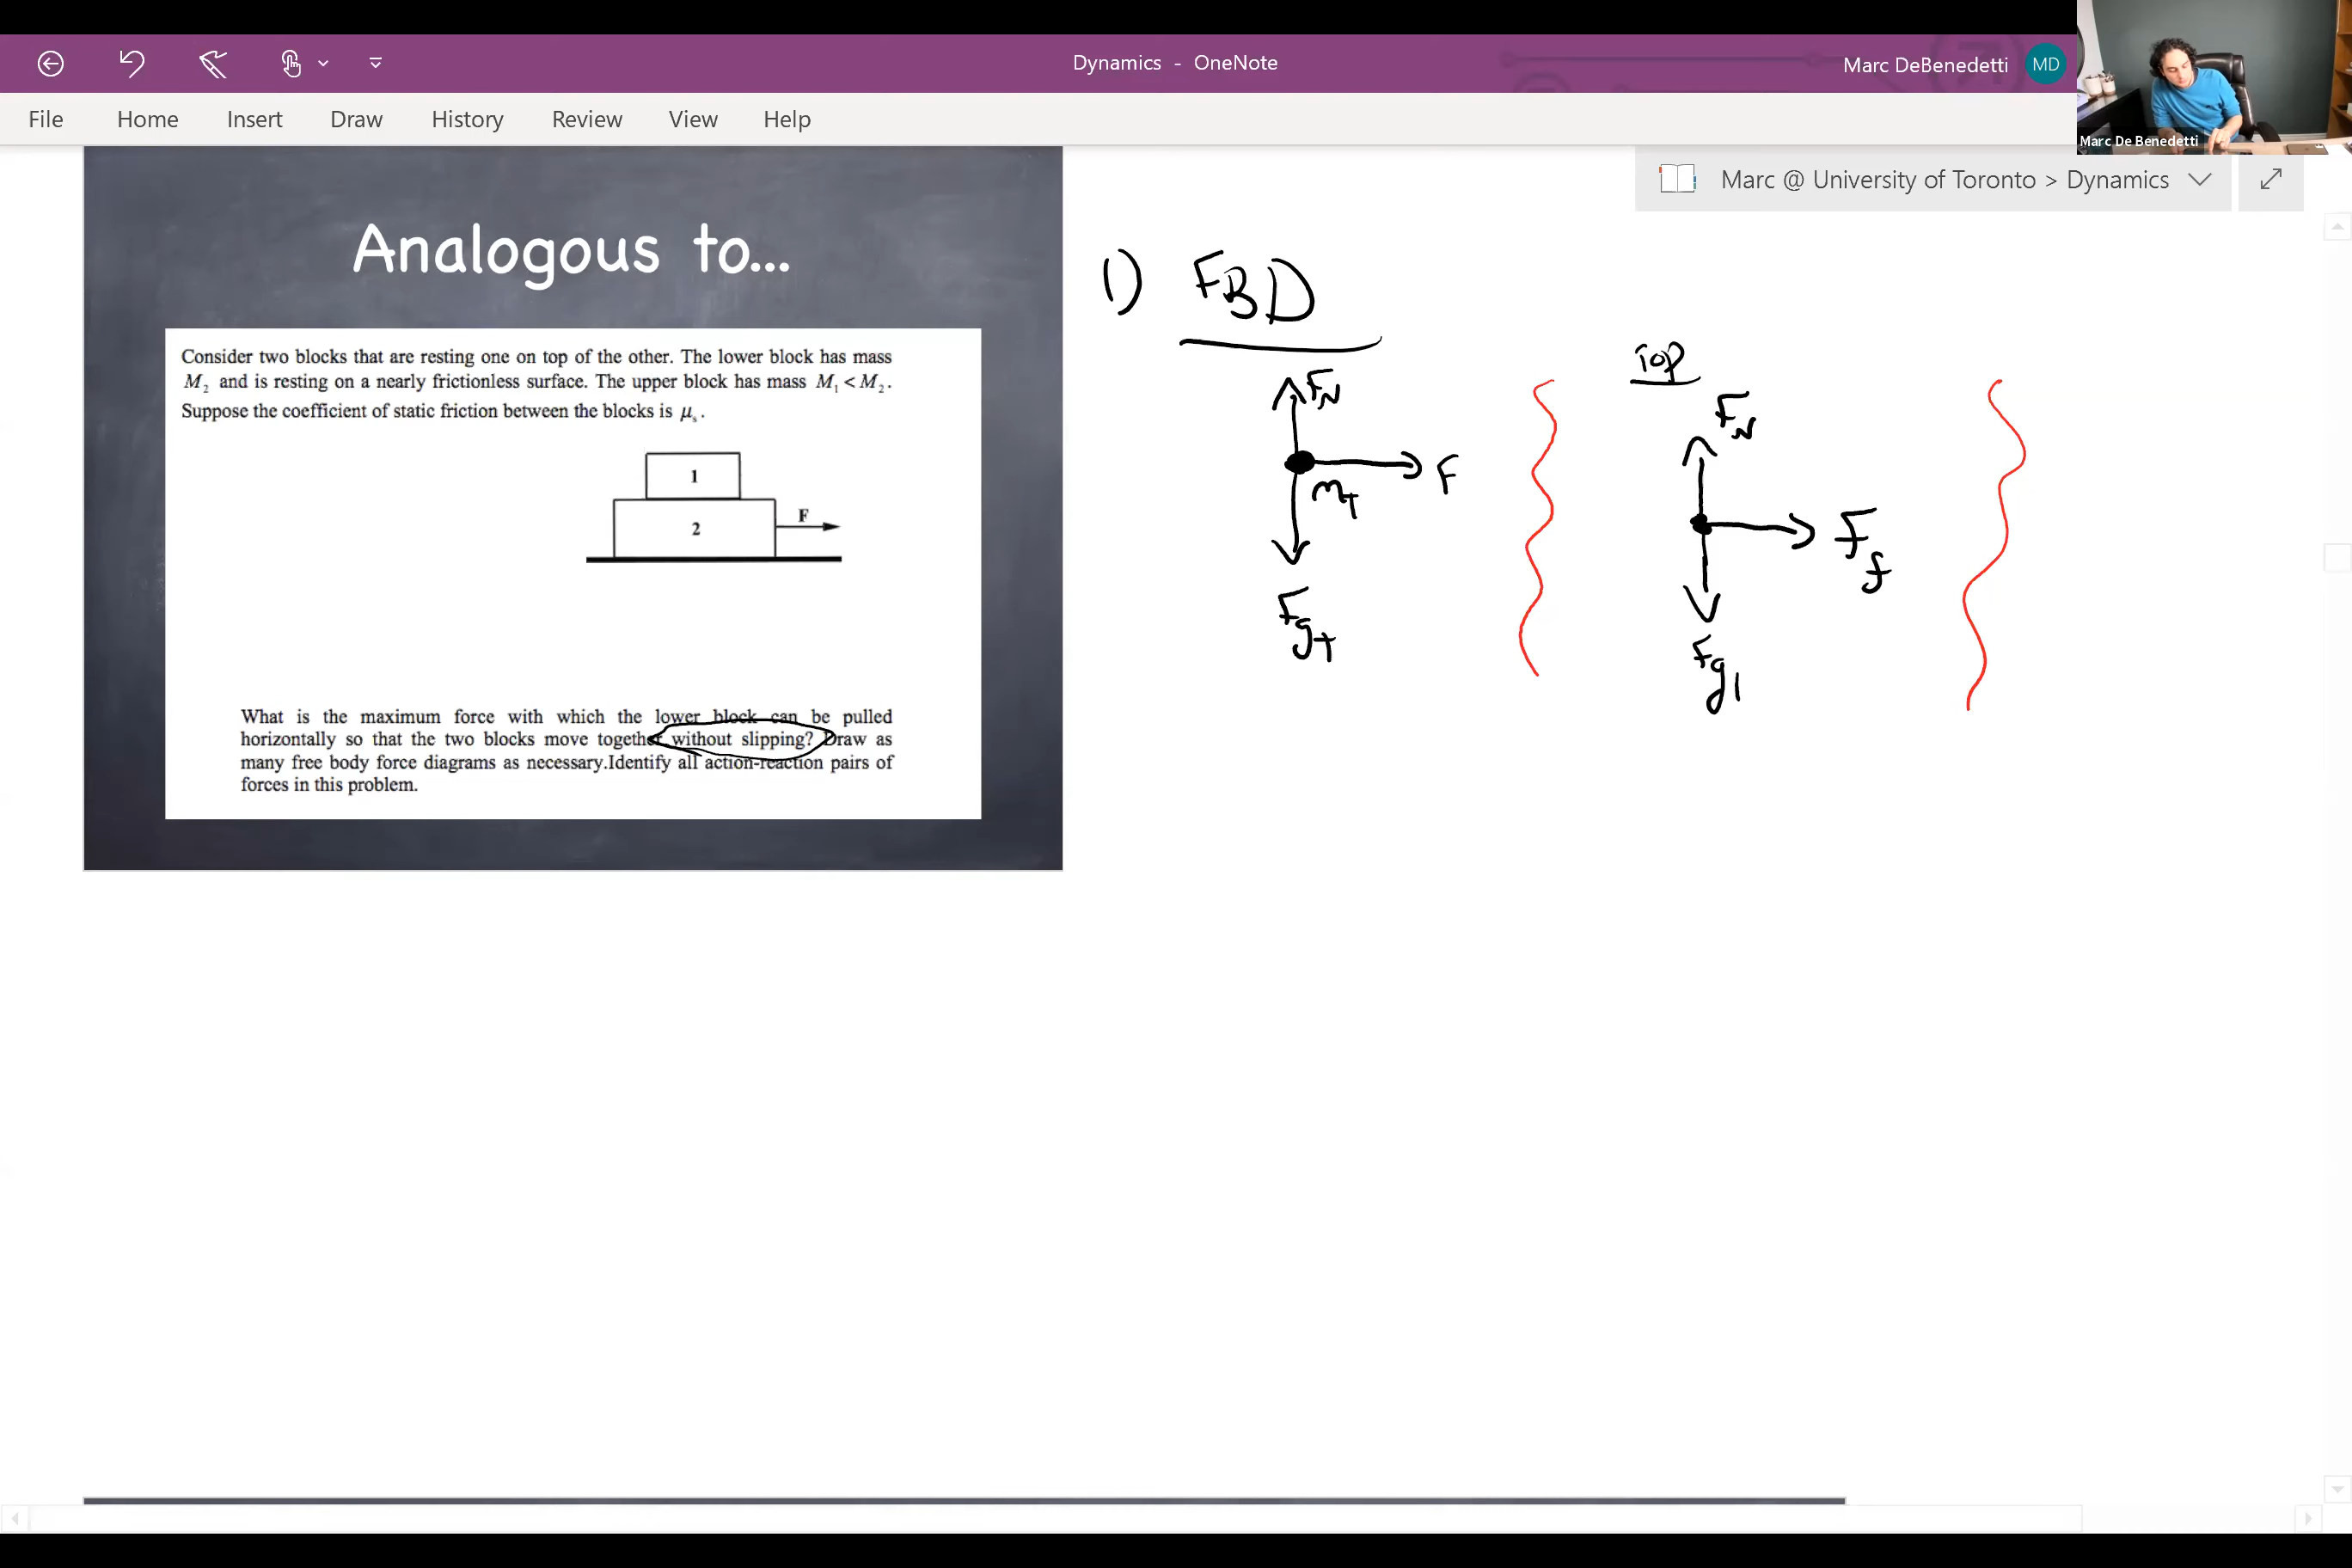 Dynamics - OneNote
Marc DeBenedetti MD
Marc De Benedetti
File Home Insert Draw History Review View Help
Marc @ University of Toronto > Dynamics
Analogous to...
Consider two blocks that are resting one on top of the other. The lower block has mass
M₂ and is resting on a nearly frictionless surface. The upper block has mass M₁ < M₂.
Suppose the coefficient of static friction between the blocks is μₛ.
1
2
F
What is the maximum force with which the lower block can be pulled
horizontally so that the two blocks move together without slipping? Draw as
many free body force diagrams as necessary.Identify all action-reaction pairs of
forces in this problem.
1) FBD
FN
F
mT
FgT
Top
FN
Ff
Fg1